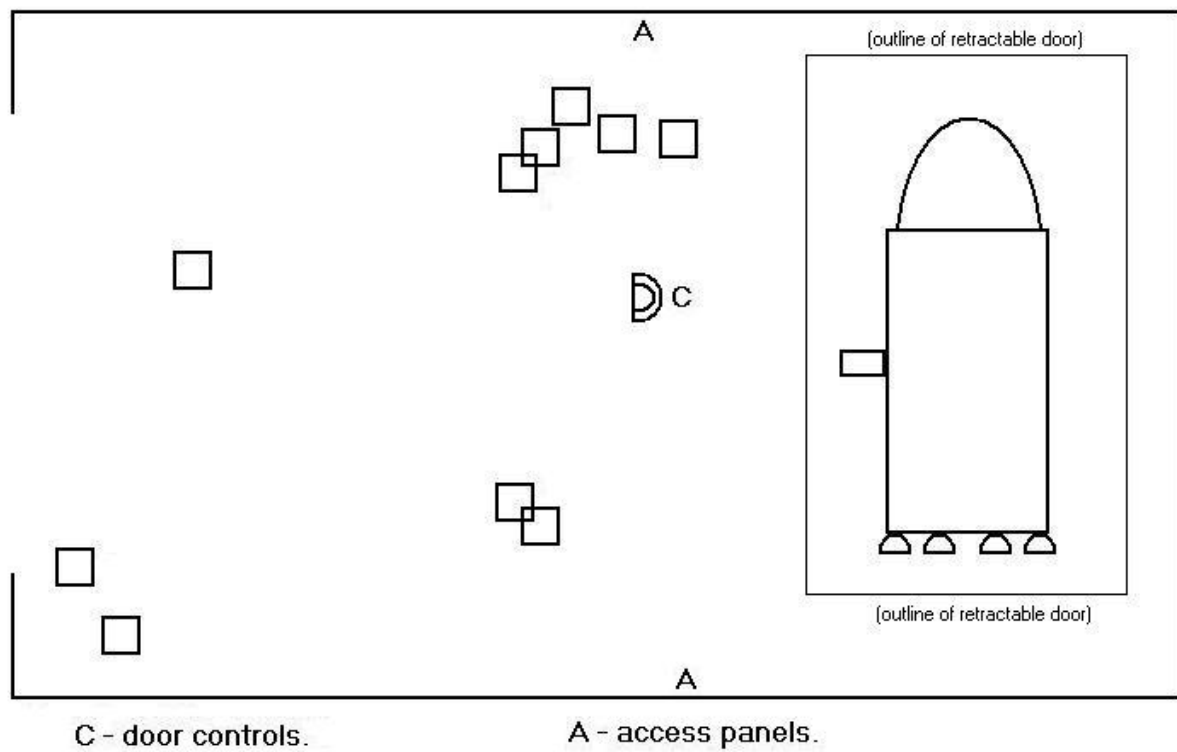 A
(outline of retractable door)
C
(outline of retractable door)
A
C - door controls.
A - access panels.